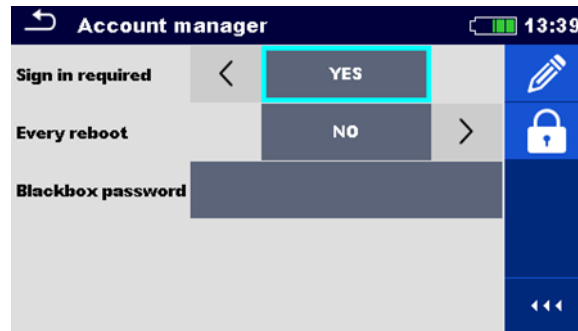 Account manager 13:39
Sign in required YES
Every reboot NO
Blackbox password